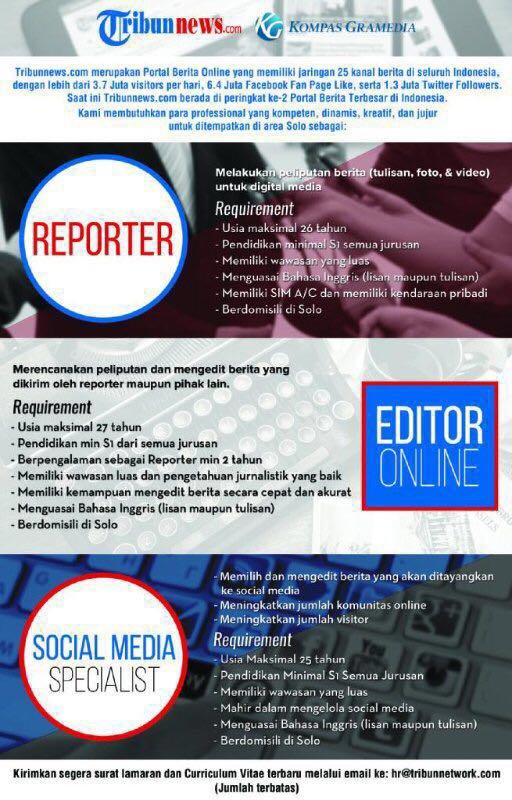 Tribunnews.com
KOMPAS GRAMEDIA
Tribunnews.com merupakan Portal Berita Online yang memiliki jaringan 25 kanal berita di seluruh Indonesia,
dengan lebih dari 3.7 Juta visitors per hari, 6.4 Juta Facebook Fan Page Like, serta 1.3 Juta Twitter Followers.
Saat ini Tribunnews.com berada di peringkat ke-2 Portal Berita Terbesar di Indonesia.
Kami membutuhkan para professional yang kompeten, dinamis, kreatif, dan jujur
untuk ditempatkan di area Solo sebagai:
REPORTER
Melakukan peliputan berita (tulisan, foto, & video)
untuk digital media
Requirement
- Usia maksimal 26 tahun
- Pendidikan minimal S1 semua jurusan
- Memiliki wawasan yang luas
- Menguasai Bahasa Inggris (lisan maupun tulisan)
- Memiliki SIM A/C dan memiliki kendaraan pribadi
- Berdomisili di Solo
Merencanakan peliputan dan mengedit berita yang
dikirim oleh reporter maupun pihak lain.
Requirement
- Usia maksimal 27 tahun
- Pendidikan min S1 dari semua jurusan
- Berpengalaman sebagai Reporter min 2 tahun
- Memiliki wawasan luas dan pengetahuan jurnalistik yang baik
- Memiliki kemampuan mengedit berita secara cepat dan akurat
- Menguasai Bahasa Inggris (lisan maupun tulisan)
- Berdomisili di Solo
EDITOR
ONLINE
SOCIAL MEDIA
SPECIALIST
- Memilih dan mengedit berita yang akan ditayangkan
ke social media
- Meningkatkan jumlah komunitas online
- Meningkatkan jumlah visitor
Requirement
- Usia Maksimal 25 tahun
- Pendidikan Minimal S1 Semua Jurusan
- Memiliki wawasan yang luas
- Mahir dalam mengelola social media
- Menguasai Bahasa Inggris (lisan maupun tulisan)
- Berdomisili di Solo
Kirimkan segera surat lamaran dan Curriculum Vitae terbaru melalui email ke: hr@tribunnetwork.com
(Jumlah terbatas)